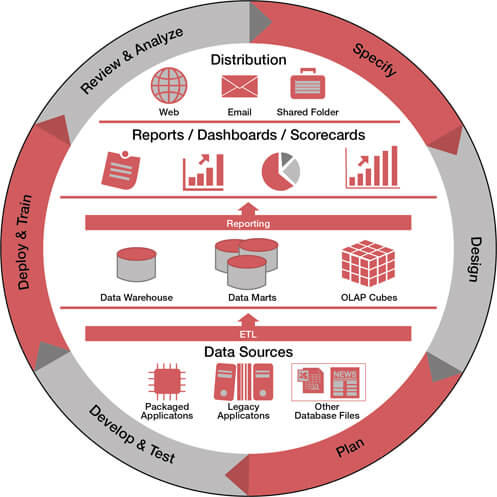 Review & Analyze
Specify
Design
Plan
Develop & Test
Deploy & Train
Distribution
Web
Email
Shared Folder
Reports / Dashboards / Scorecards
Reporting
Data Warehouse
Data Marts
OLAP Cubes
ETL
Data Sources
X
NEWS
Packaged
Applicatons
Legacy
Applicatons
Other
Database Files